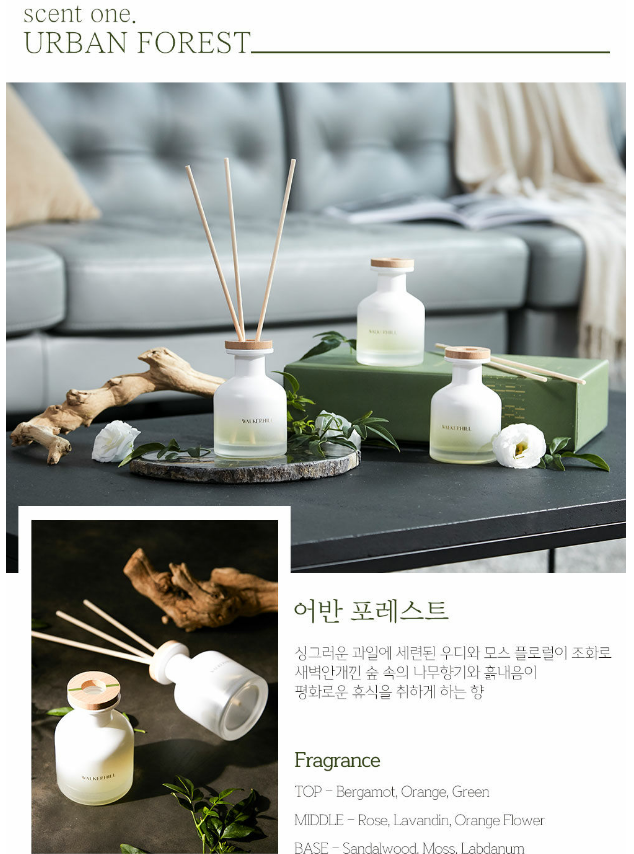 scent one.
URBAN FOREST
WALKERHILL
WALKERHILL
WALKERHILL
어반 포레스트
싱그러운 과일에 세련된 우디와 모스 플로럴이 조화로
새벽안개낀 숲 속의 나무향기와 흙내음이
평화로운 휴식을 취하게 하는 향
WALKERHILL
Fragrance
TOP - Bergamot, Orange, Green
MIDDLE - Rose, Lavandin, Orange Flower
BASE - Sandalwood, Moss, Labdanum